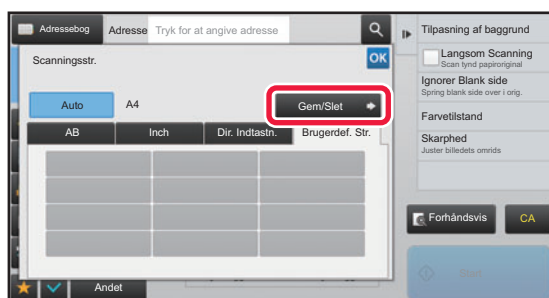 Adressebog
Adresse
Tryk for at angive adresse
Scanningsstr.
OK
Auto
A4
Gem/Slet
AB
Inch
Dir. Indtastn.
Brugerdef. Str.
Andet
Tilpasning af baggrund
Langsom Scanning
Scan tynd papiroriginal
Ignorer Blank side
Spring blank side over i orig.
Farvetilstand
Skarphed
Juster billedets omrids
Forhåndsvis
CA
Start